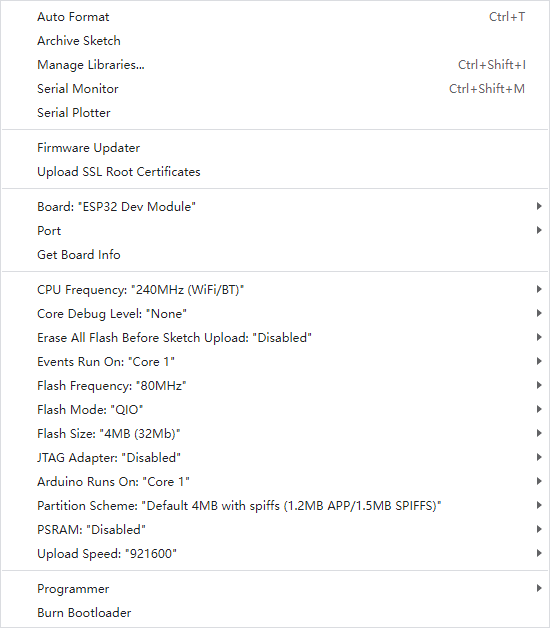 Auto Format Ctrl+T
Archive Sketch
Manage Libraries... Ctrl+Shift+I
Serial Monitor Ctrl+Shift+M
Serial Plotter
Firmware Updater
Upload SSL Root Certificates
Board: "ESP32 Dev Module"
Port
Get Board Info
CPU Frequency: "240MHz (WiFi/BT)"
Core Debug Level: "None"
Erase All Flash Before Sketch Upload: "Disabled"
Events Run On: "Core 1"
Flash Frequency: "80MHz"
Flash Mode: "QIO"
Flash Size: "4MB (32Mb)"
JTAG Adapter: "Disabled"
Arduino Runs On: "Core 1"
Partition Scheme: "Default 4MB with spiffs (1.2MB APP/1.5MB SPIFFS)"
PSRAM: "Disabled"
Upload Speed: "921600"
Programmer
Burn Bootloader